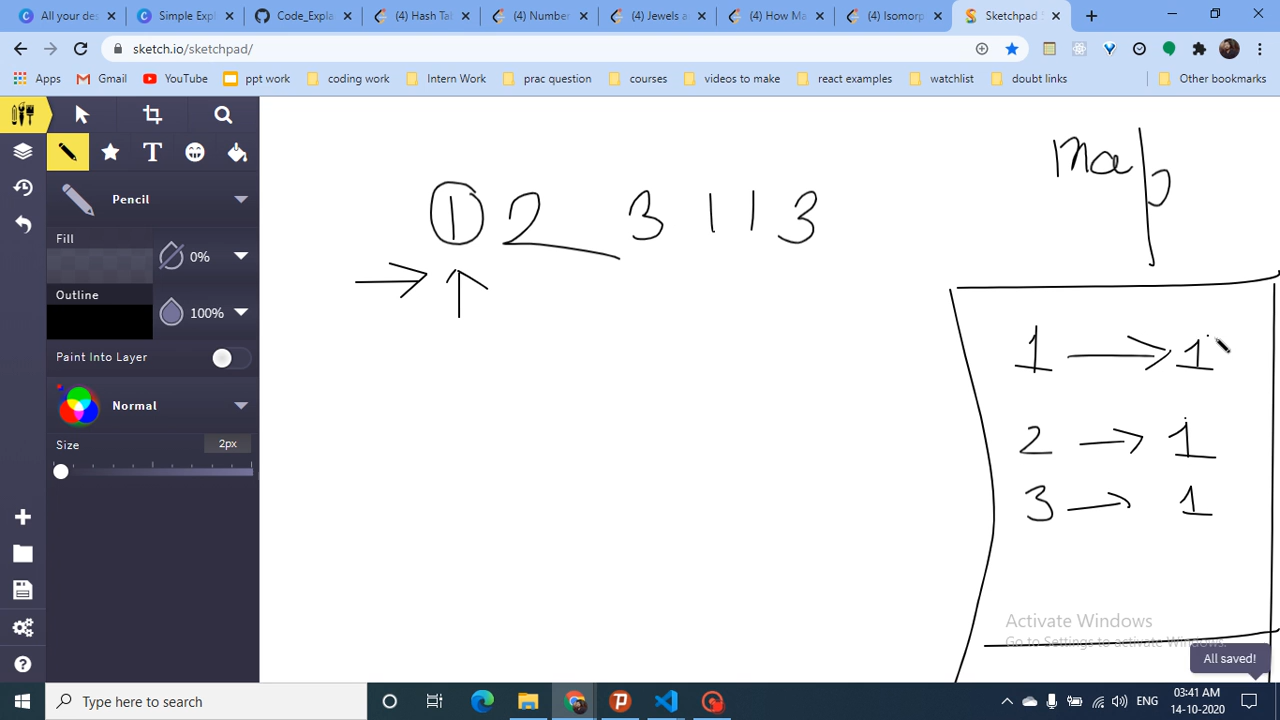 All your des
Simple Expl
Code_Expla
(4) Hash Tab
(4) Number
(4) Jewels a
(4) How Ma
(4) Isomorp
Sketchpad
sketch.io/sketchpad/
Apps
Gmail
YouTube
ppt work
coding work
Intern Work
prac question
courses
videos to make
react examples
watchlist
doubt links
Other bookmarks
Pencil
Fill
0%
Outline
100%
Paint Into Layer
Normal
Size
2px
Map
1 2 3 1 1 3
1 → 1
2 → 1
3 → 1
Activate Windows
Go to Settings to activate Windows.
All saved!
Type here to search
ENG
03:41 AM
14-10-2020